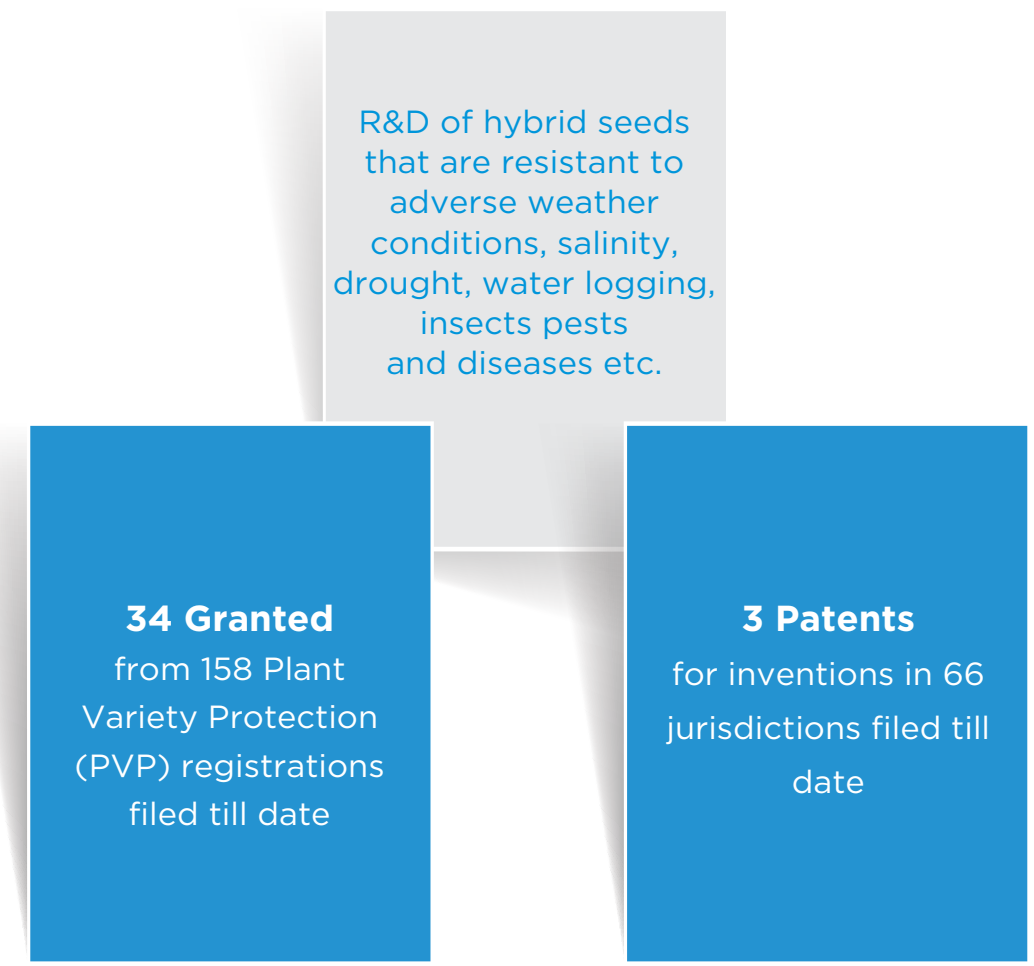 R&D of hybrid seeds
that are resistant to
adverse weather
conditions, salinity,
drought, water logging,
insects pests
and diseases etc.
34 Granted
from 158 Plant
Variety Protection
(PVP) registrations
filed till date
3 Patents
for inventions in 66
jurisdictions filed till
date